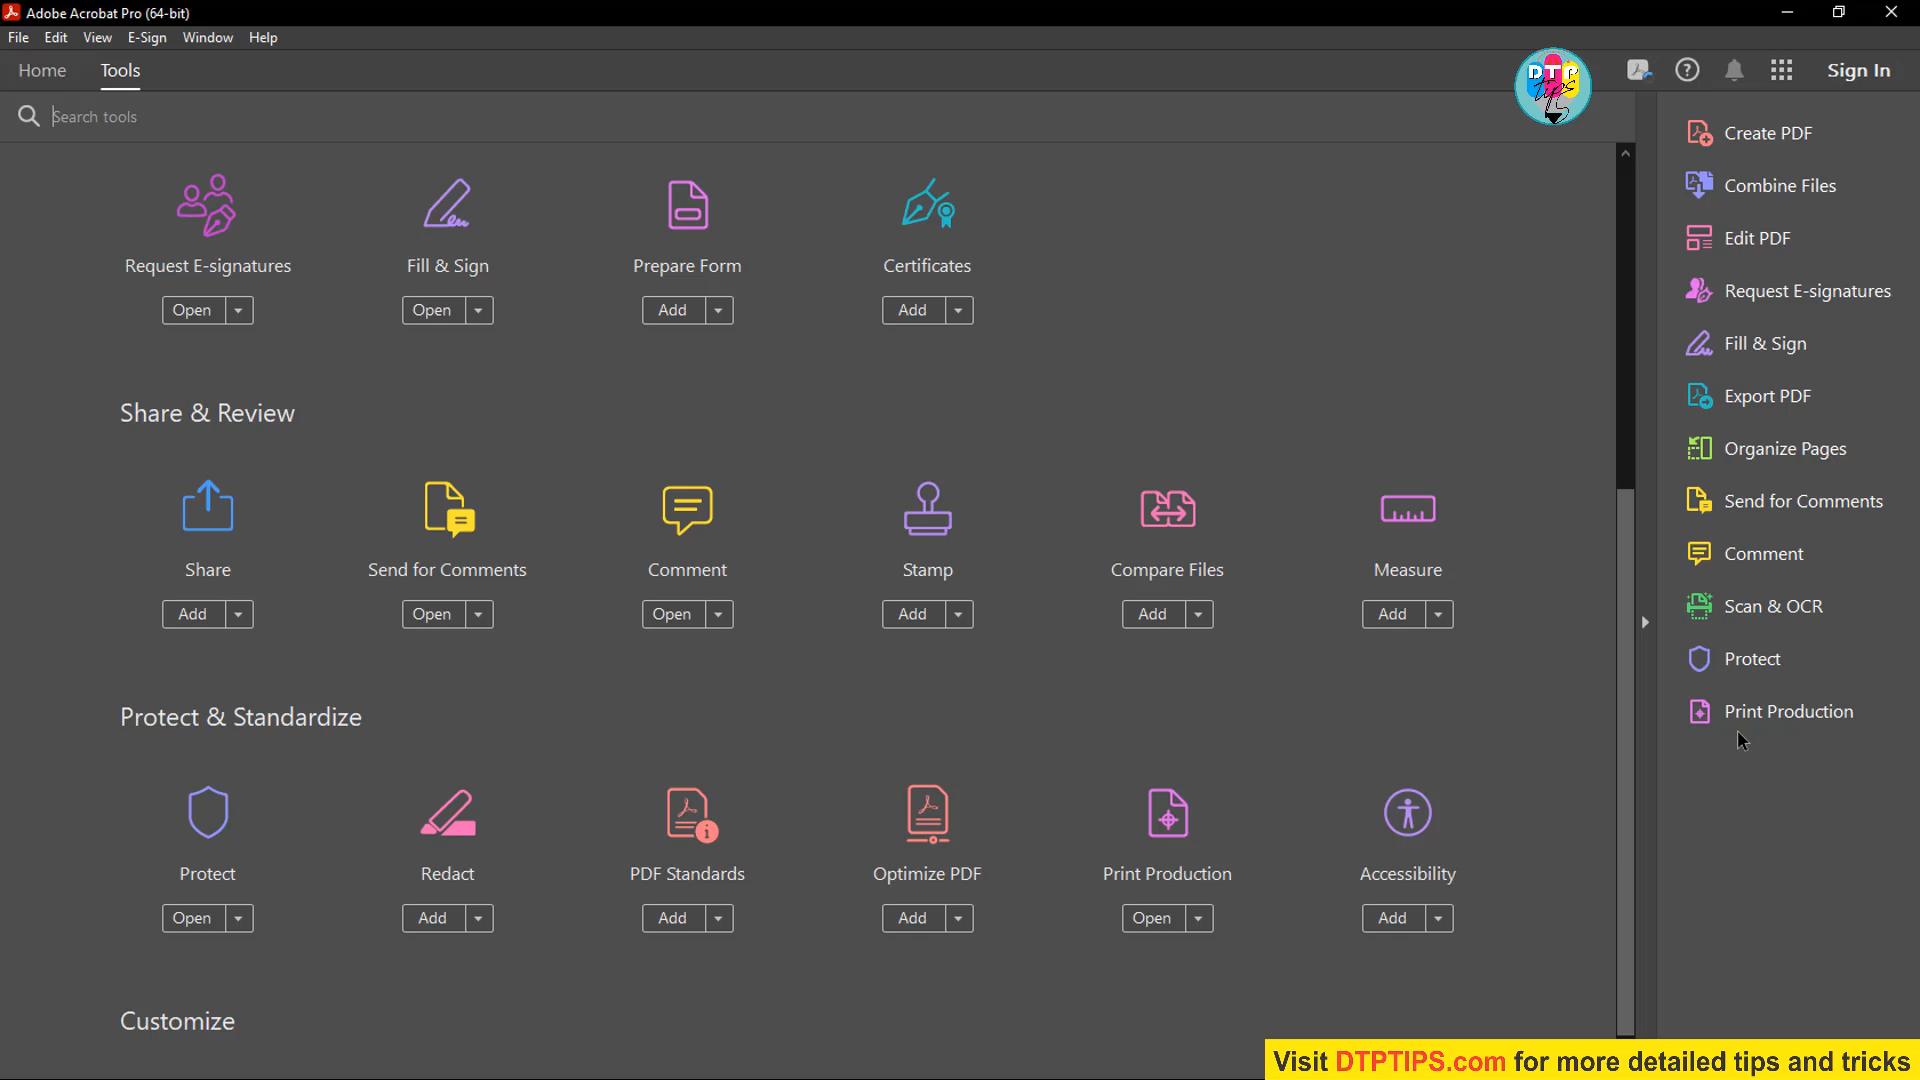 Adobe Acrobat Pro (64-bit)
File Edit View E-Sign Window Help
Home Tools
DTP
tips
Sign In
Search tools
Request E-signatures Fill & Sign Prepare Form Certificates
Open Open Add Add
Share & Review
Share Send for Comments Comment Stamp Compare Files Measure
Add Open Open Add Add Add
Protect & Standardize
Protect Redact PDF Standards Optimize PDF Print Production Accessibility
Open Add Add Add Open Add
Customize
Create PDF
Combine Files
Edit PDF
Request E-signatures
Fill & Sign
Export PDF
Organize Pages
Send for Comments
Comment
Scan & OCR
Protect
Print Production
Visit DTPTIPS.com for more detailed tips and tricks